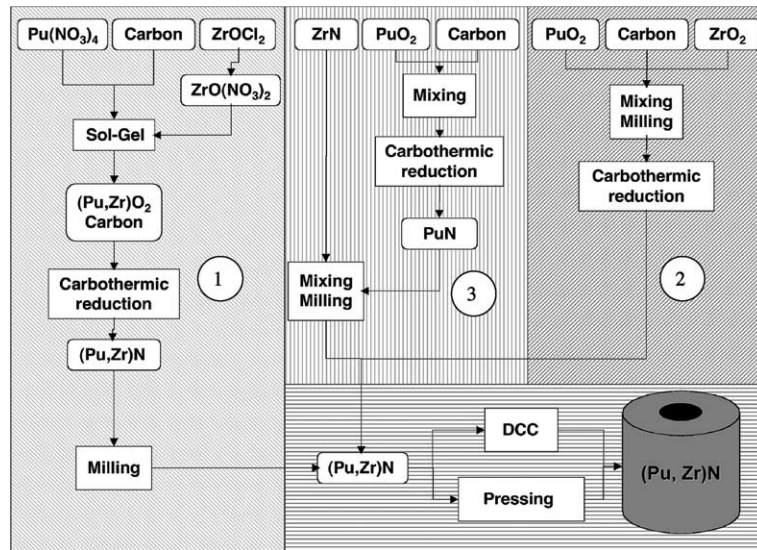 Pu(NO3)4
Carbon
ZrOCl2
ZrO(NO3)2
Sol-Gel
(Pu,Zr)O2
Carbon
Carbothermic
reduction
1
(Pu,Zr)N
Milling
ZrN
PuO2
Carbon
Mixing
Carbothermic
reduction
PuN
Mixing
Milling
3
PuO2
Carbon
ZrO2
Mixing
Milling
Carbothermic
reduction
2
(Pu,Zr)N
DCC
Pressing
(Pu, Zr)N